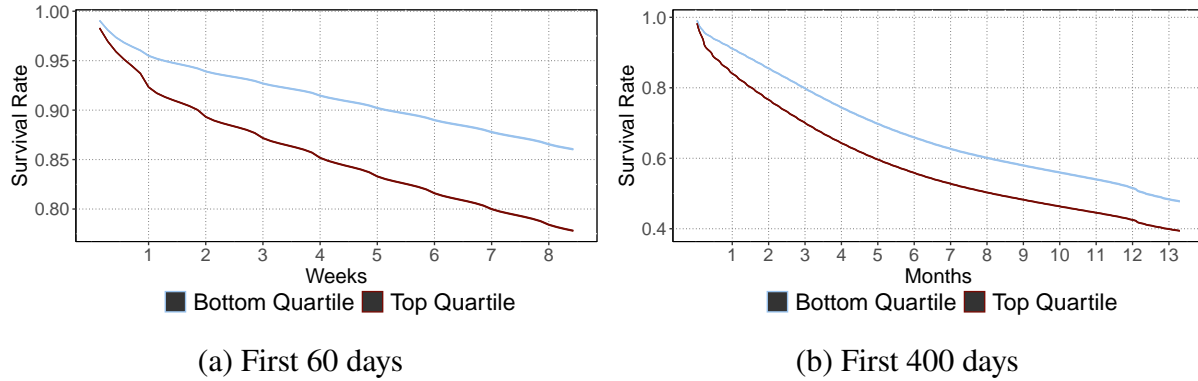 1.00
0.95
0.90
0.85
0.80
Survival Rate
1 2 3 4 5 6 7 8
Weeks
Bottom Quartile Top Quartile
(a) First 60 days
1.0
0.8
0.6
0.4
Survival Rate
1 2 3 4 5 6 7 8 9 10 11 12 13
Months
Bottom Quartile Top Quartile
(b) First 400 days